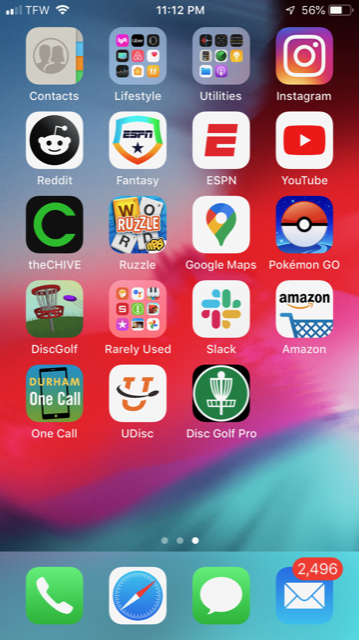 TFW 11:12 PM 56%
Contacts Lifestyle Utilities Instagram
ESPN
Reddit Fantasy ESPN YouTube
WO
RUZZLE
RD
theCHIVE Ruzzle Google Maps Pokémon GO
amazon
DiscGolf Rarely Used Slack Amazon
DURHAM
One Call
One Call UDisc Disc Golf Pro
2,496